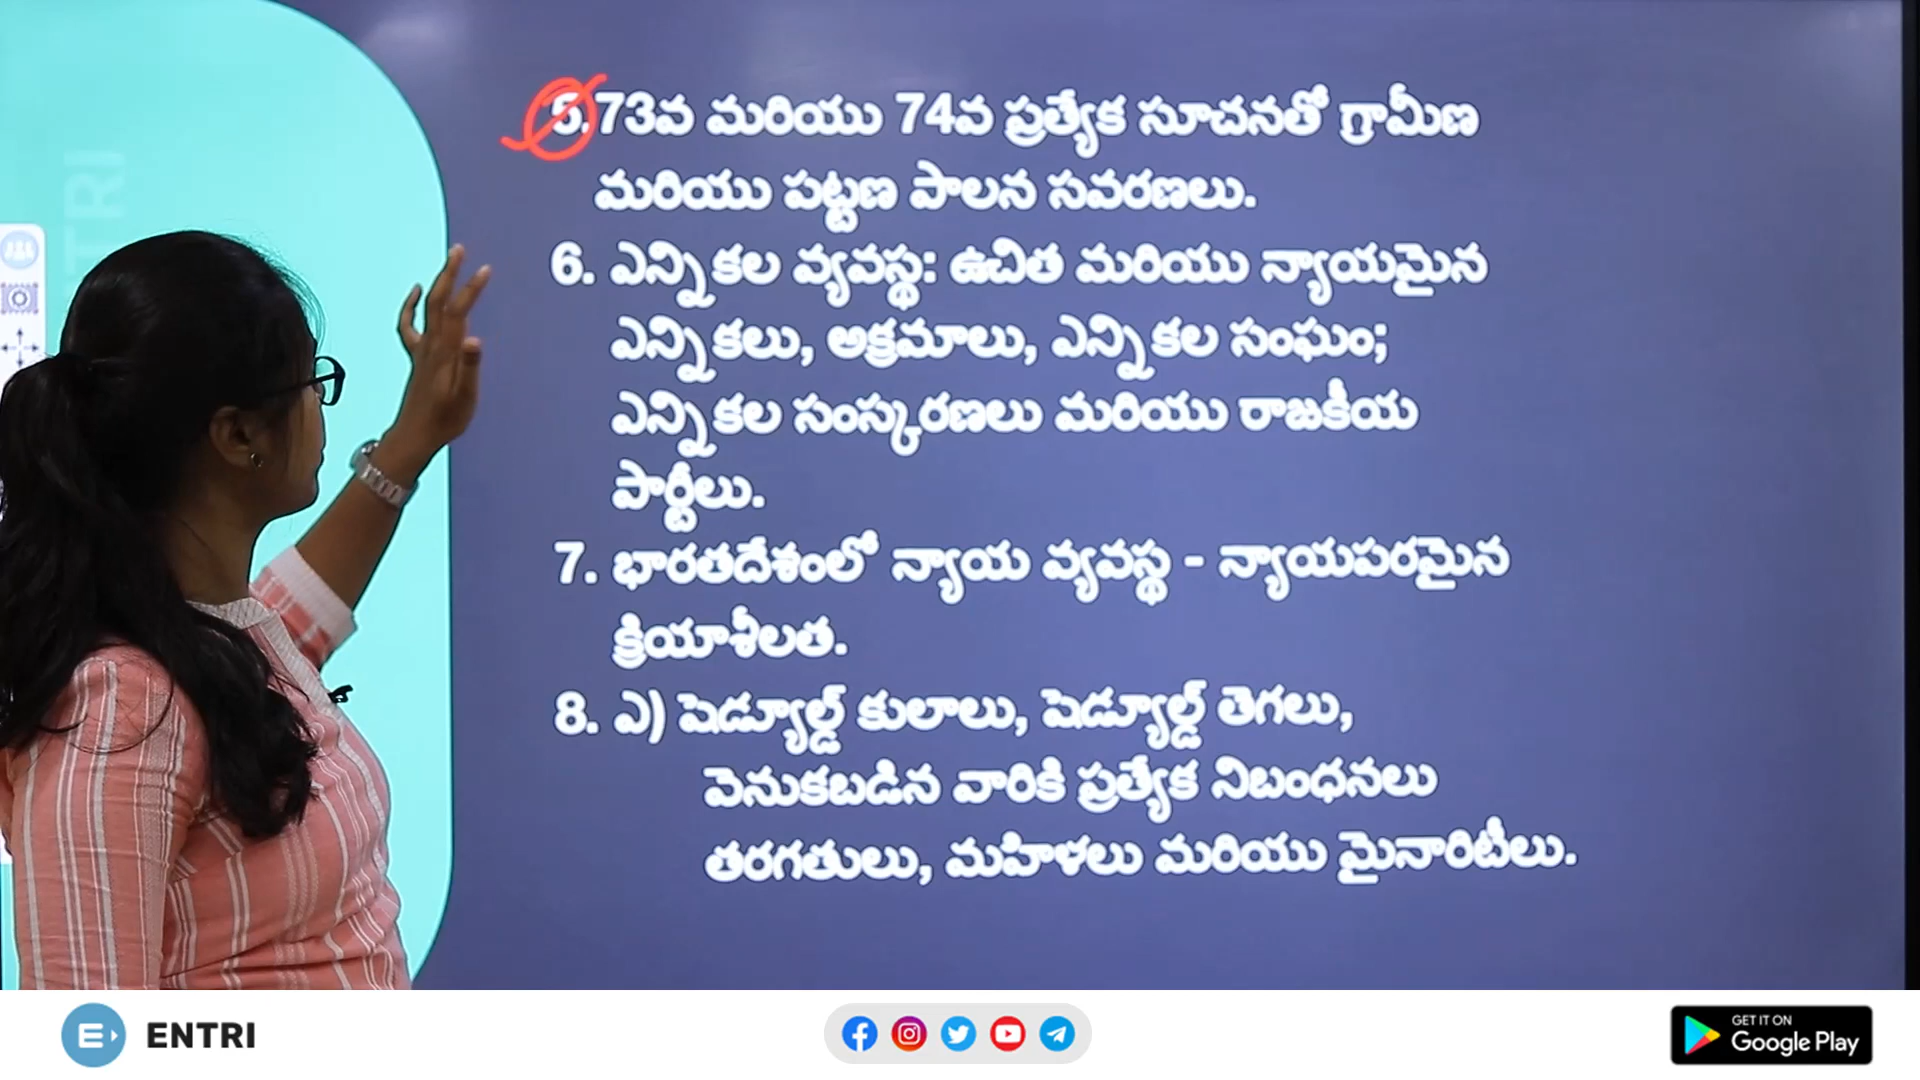 TRI
5.73వ మరియు 74వ ప్రత్యేక సూచనతో గ్రామీణ
మరియు పట్టణ పాలన సవరణలు.
6. ఎన్నికల వ్యవస్థ: ఉచిత మరియు న్యాయమైన
ఎన్నికలు, అక్రమాలు, ఎన్నికల సంఘం;
ఎన్నికల సంస్కరణలు మరియు రాజకీయ
పార్టీలు.
7. భారతదేశంలో న్యాయ వ్యవస్థ - న్యాయపరమైన
క్రియాశీలత.
8. ఎ) షెడ్యూల్డ్ కులాలు, షెడ్యూల్డ్ తెగలు,
వెనుకబడిన వారికి ప్రత్యేక నిబంధనలు
తరగతులు, మహిళలు మరియు మైనారిటీలు.
ENTRI
GET IT ON
Google Play